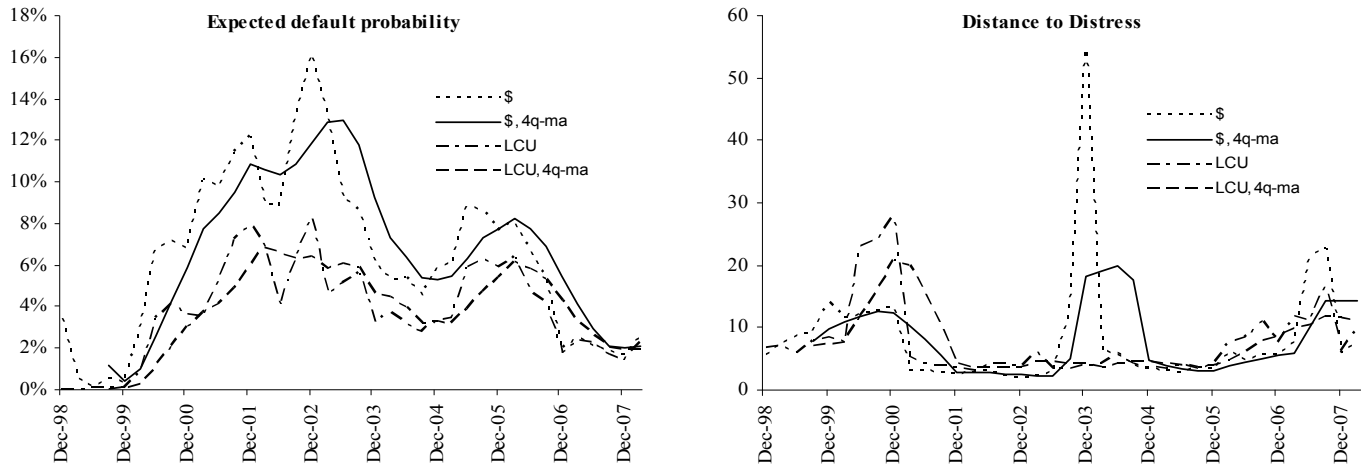 Expected default probability
18%
16%
14%
12%
10%
8%
6%
4%
2%
0%
$
$, 4q-ma
LCU
LCU, 4q-ma
Dec-98
Dec-99
Dec-00
Dec-01
Dec-02
Dec-03
Dec-04
Dec-05
Dec-06
Dec-07
Distance to Distress
60
50
40
30
20
10
0
$
$, 4q-ma
LCU
LCU, 4q-ma
Dec-98
Dec-99
Dec-00
Dec-01
Dec-02
Dec-03
Dec-04
Dec-05
Dec-06
Dec-07